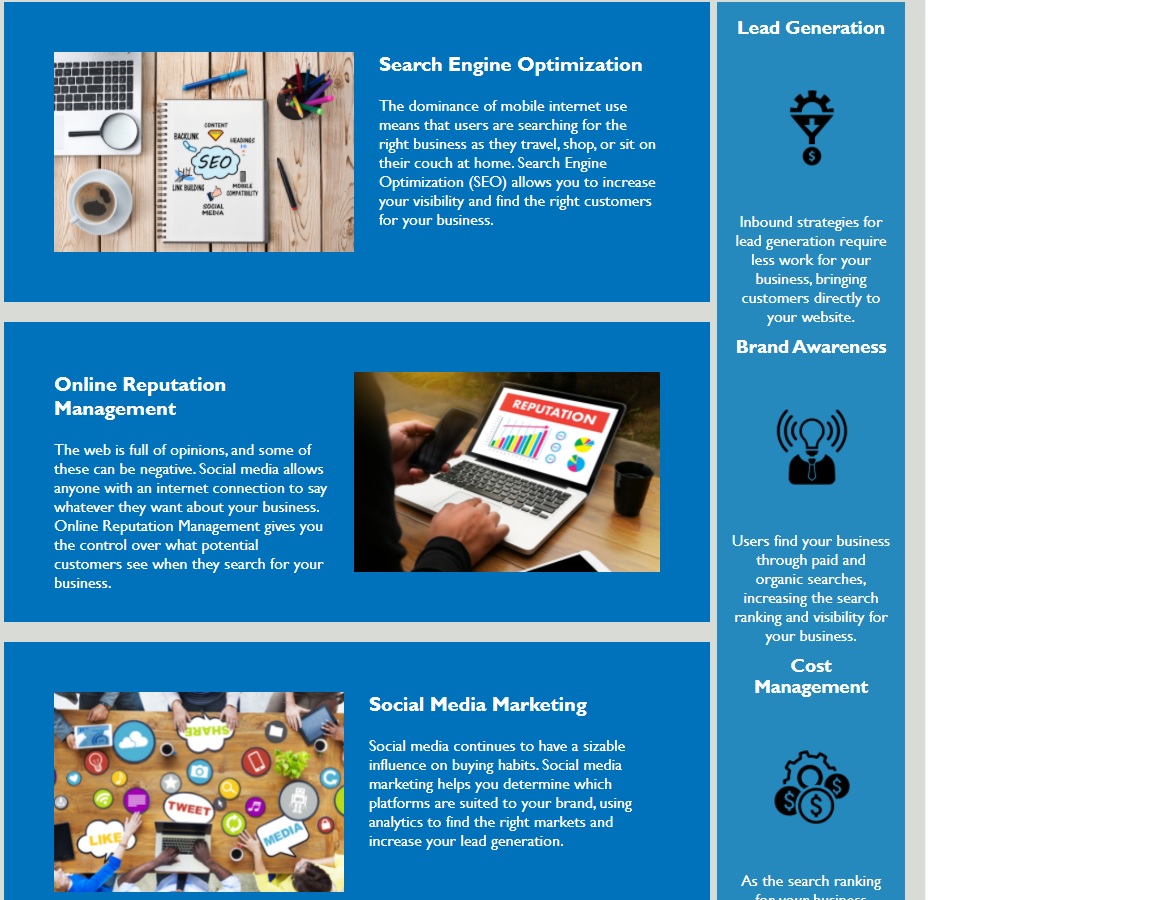 Search Engine Optimization
The dominance of mobile internet use
means that users are searching for the
right business as they travel, shop, or sit on
their couch at home. Search Engine
Optimization (SEO) allows you to increase
your visibility and find the right customers
for your business.
CONTENT
BACKLINK
HEADINGS
SEO
LINK BUILDING
MOBILE
COMPATIBILITY
SOCIAL
MEDIA
Online Reputation
Management
The web is full of opinions, and some of
these can be negative. Social media allows
anyone with an internet connection to say
whatever they want about your business.
Online Reputation Management gives you
the control over what potential
customers see when they search for your
business.
REPUTATION
Social Media Marketing
Social media continues to have a sizable
influence on buying habits. Social media
marketing helps you determine which
platforms are suited to your brand, using
analytics to find the right markets and
increase your lead generation.
SHARE
TWEET
LIKE
MEDIA
Lead Generation
$
Inbound strategies for
lead generation require
less work for your
business, bringing
customers directly to
your website.
Brand Awareness
Users find your business
through paid and
organic searches,
increasing the search
ranking and visibility for
your business.
Cost
Management
$ $ $
As the search ranking
for your business